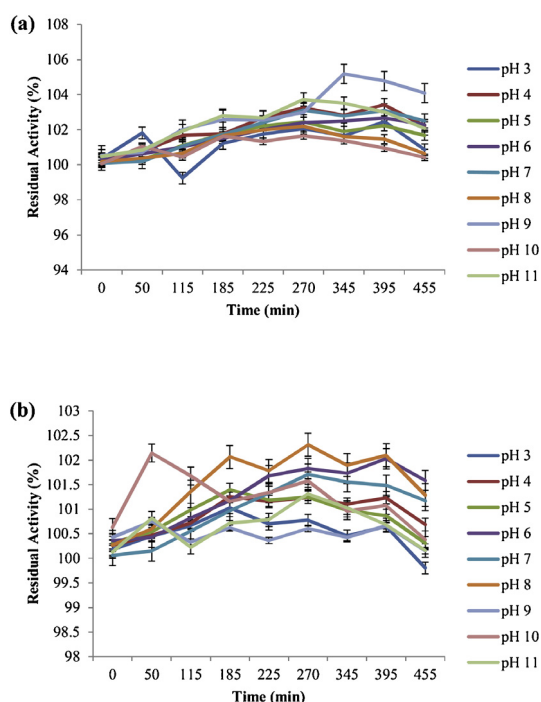 (a)
108
106
104
102
100
98
96
94
Residual Activity (%)
0 50 115 185 225 270 345 395 455
Time (min)
pH 3
pH 4
pH 5
pH 6
pH 7
pH 8
pH 9
pH 10
pH 11
(b)
103
102.5
102
101.5
101
100.5
100
99.5
99
98.5
98
Residual Activity (%)
0 50 115 185 225 270 345 395 455
Time (min)
pH 3
pH 4
pH 5
pH 6
pH 7
pH 8
pH 9
pH 10
pH 11